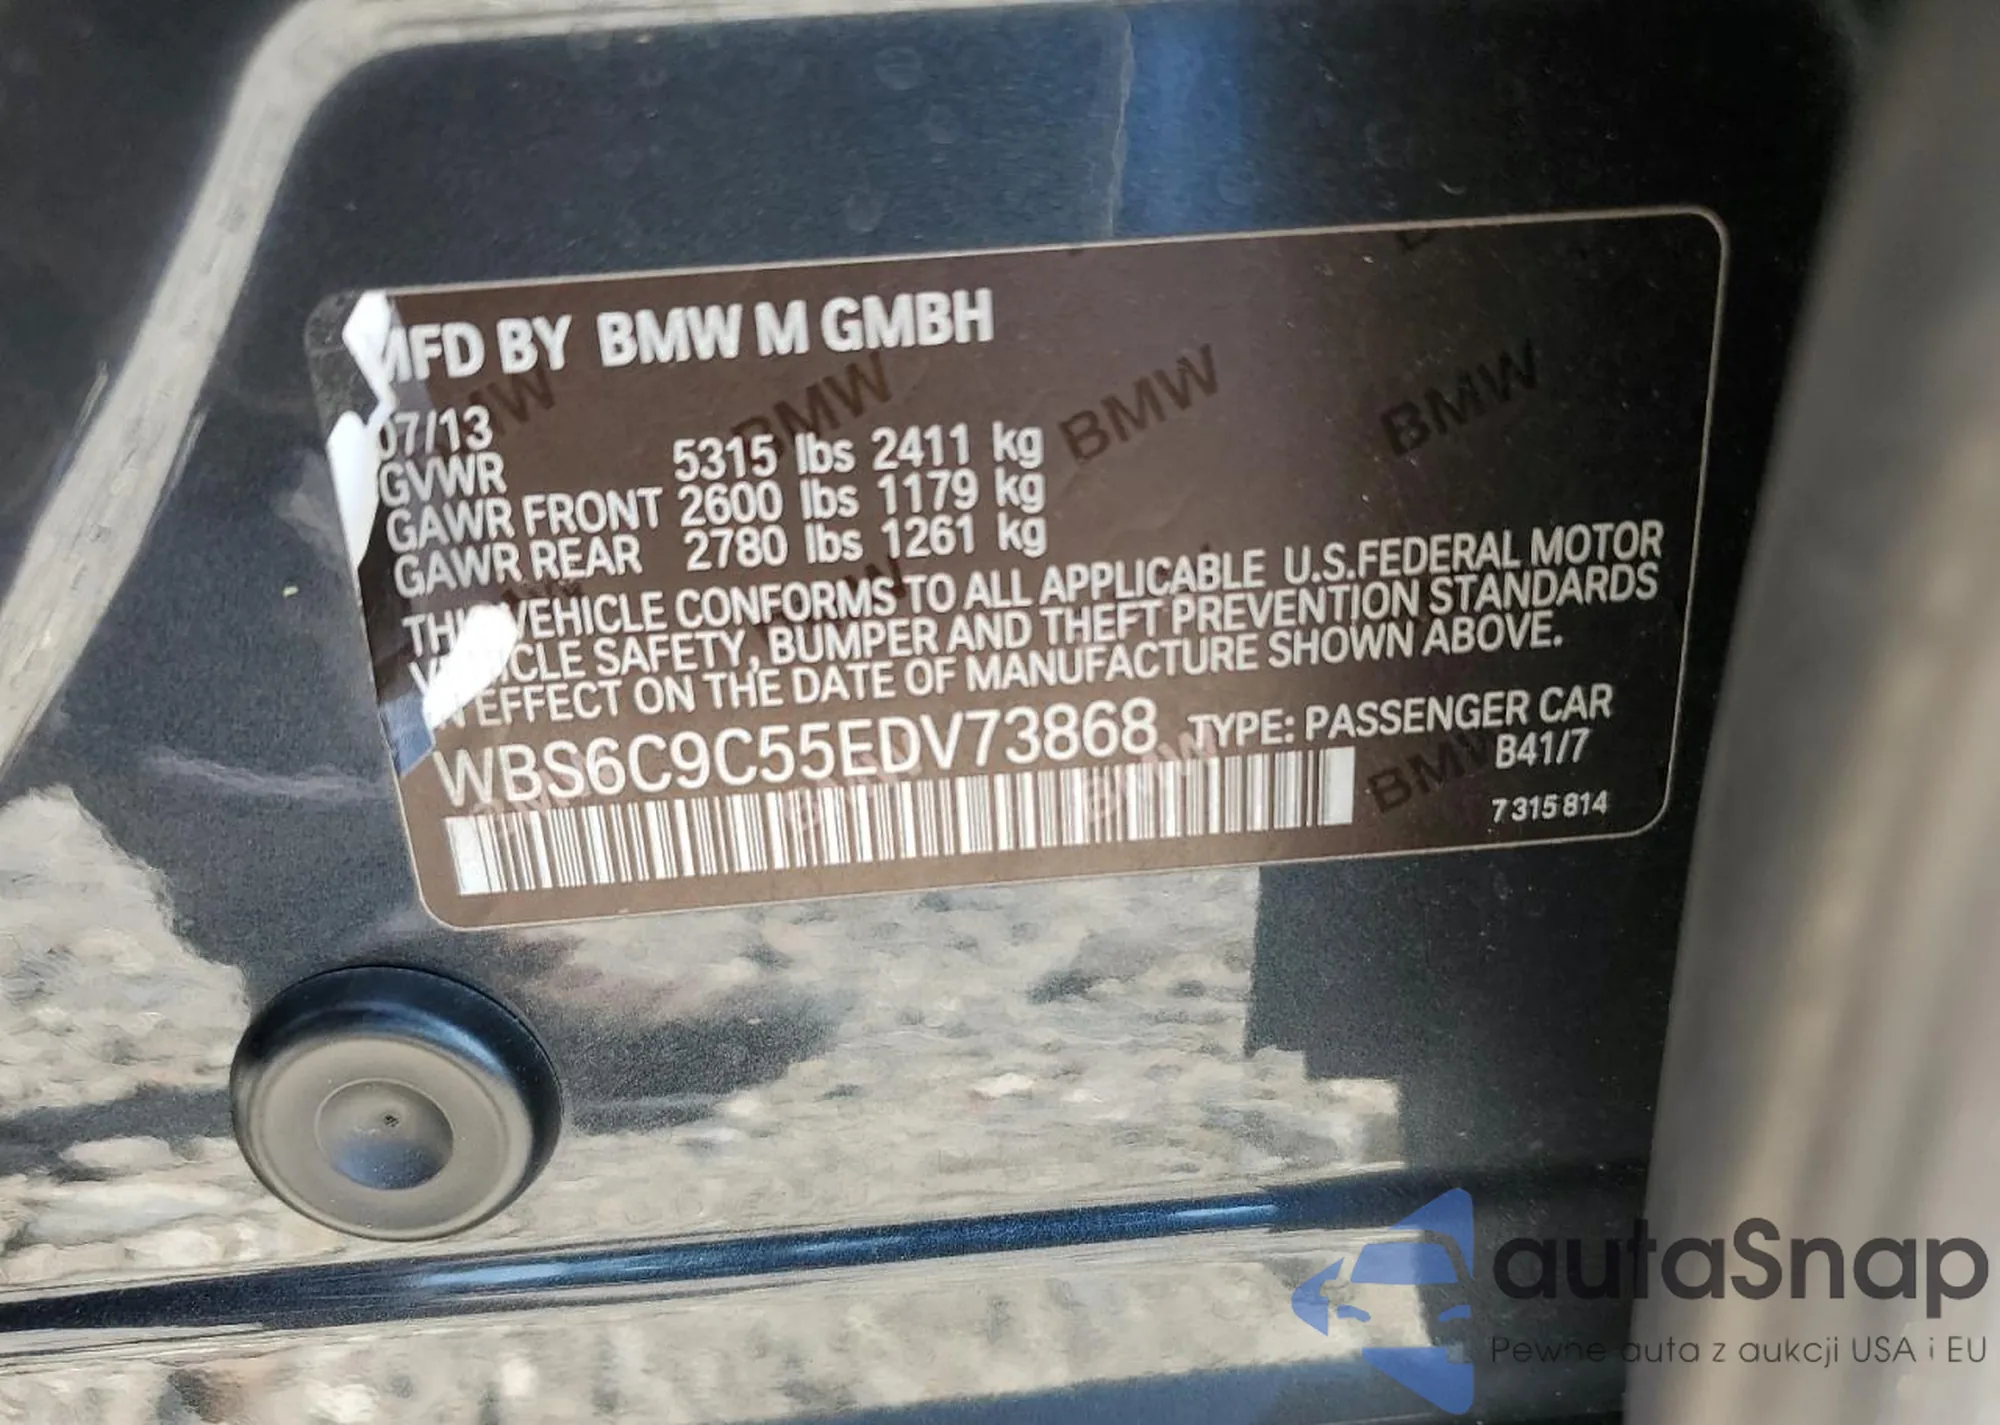 MFD BY BMW M GMBH
07/13
GVWR 5315 lbs 2411 kg
GAWR FRONT 2600 lbs 1179 kg
GAWR REAR 2780 lbs 1261 kg
THIS VEHICLE CONFORMS TO ALL APPLICABLE U.S.FEDERAL MOTOR
VEHICLE SAFETY, BUMPER AND THEFT PREVENTION STANDARDS
IN EFFECT ON THE DATE OF MANUFACTURE SHOWN ABOVE.
WBS6C9C55EDV73868 TYPE: PASSENGER CAR
B41/7
7 315 814
BMW BMW BMW BMW
BMW BMW BMW BMW
autaSnap
Pewne auta z aukcji USA i EU